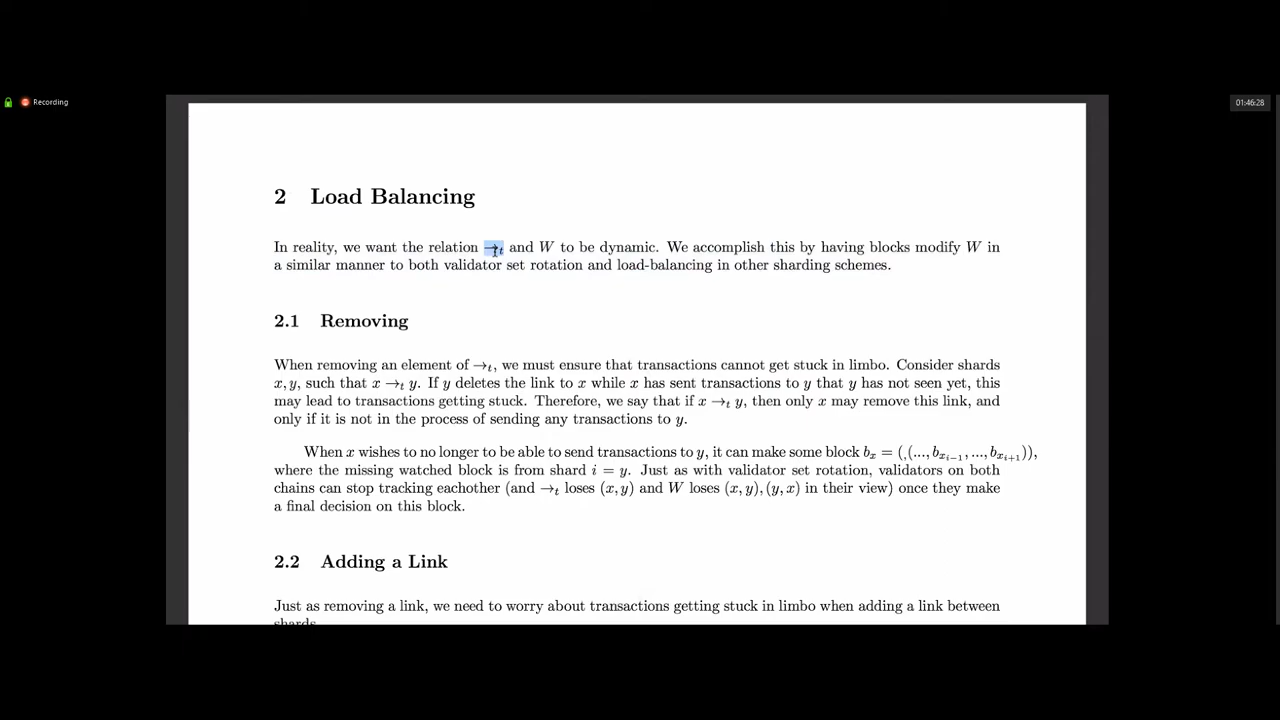 Recording
01:46:28
2 Load Balancing
In reality, we want the relation →t and W to be dynamic. We accomplish this by having blocks modify W in
a similar manner to both validator set rotation and load-balancing in other sharding schemes.
2.1 Removing
When removing an element of →t, we must ensure that transactions cannot get stuck in limbo. Consider shards
x, y, such that x →t y. If y deletes the link to x while x has sent transactions to y that y has not seen yet, this
may lead to transactions getting stuck. Therefore, we say that if x →t y, then only x may remove this link, and
only if it is not in the process of sending any transactions to y.
When x wishes to no longer to be able to send transactions to y, it can make some block b_x = (,(..., b_{x_{i−1}}, ..., b_{x_{i+1}})),
where the missing watched block is from shard i = y. Just as with validator set rotation, validators on both
chains can stop tracking eachother (and →t loses (x, y) and W loses (x, y), (y, x) in their view) once they make
a final decision on this block.
2.2 Adding a Link
Just as removing a link, we need to worry about transactions getting stuck in limbo when adding a link between
shards.